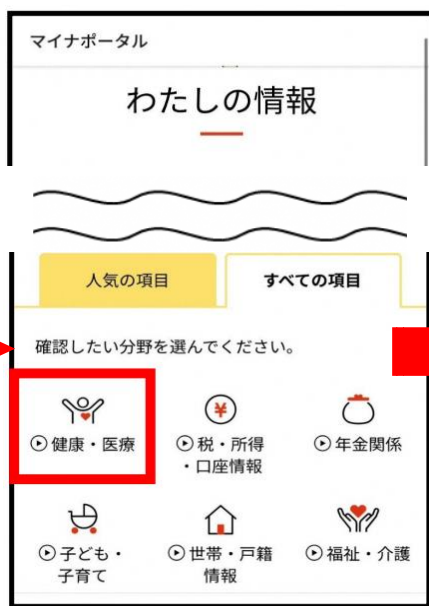 マイナポータル
わたしの情報
人気の項目
すべての項目
確認したい分野を選んでください。
健康・医療
税・所得
・口座情報
年金関係
子ども・
子育て
世帯・戸籍
情報
福祉・介護